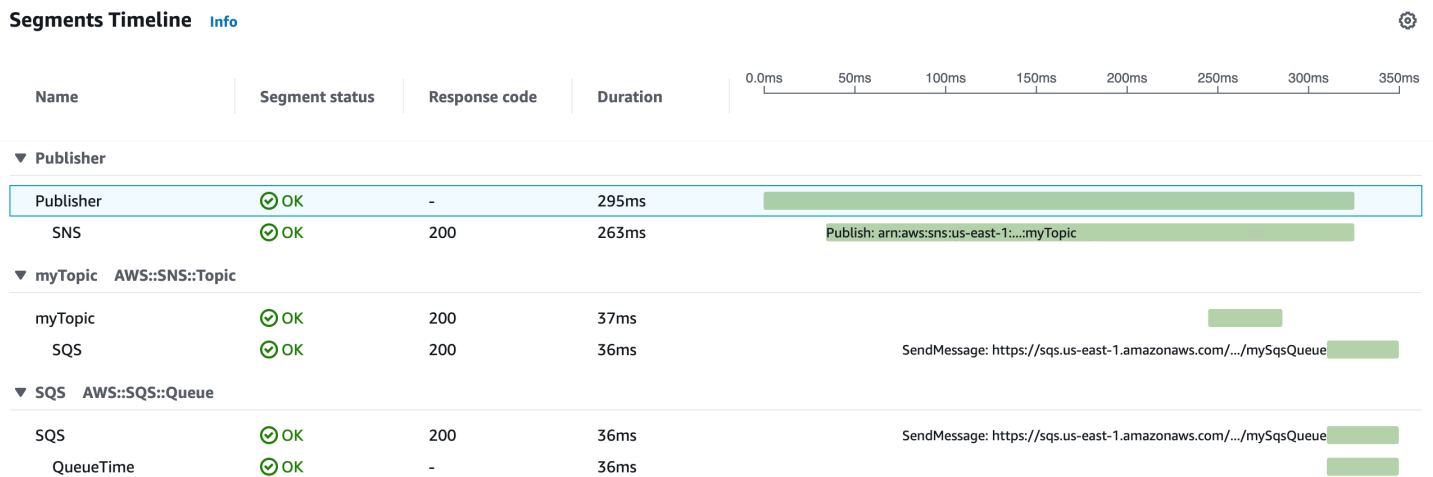 Segments Timeline Info
0.0ms 50ms 100ms 150ms 200ms 250ms 300ms 350ms
Name Segment status Response code Duration
Publisher
Publisher OK - 295ms
SNS OK 200 263ms Publish: arn:aws:sns:us-east-1:...:myTopic
myTopic AWS::SNS::Topic
myTopic OK 200 37ms
SQS OK 200 36ms SendMessage: https://sqs.us-east-1.amazonaws.com/.../mySqsQueue
SQS AWS::SQS::Queue
SQS OK 200 36ms SendMessage: https://sqs.us-east-1.amazonaws.com/.../mySqsQueue
QueueTime OK - 36ms